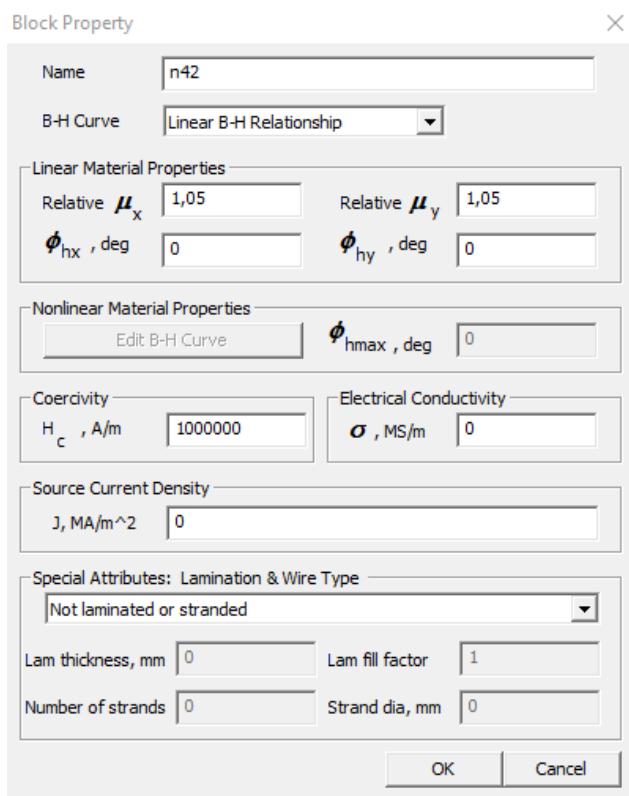 Block Property
Name n42
B-H Curve Linear B-H Relationship
Linear Material Properties
Relative μx 1,05 Relative μy 1,05
ϕhx , deg 0 ϕhy , deg 0
Nonlinear Material Properties
Edit B-H Curve ϕhmax , deg 0
Coercivity Electrical Conductivity
Hc , A/m 1000000 σ , MS/m 0
Source Current Density
J, MA/m^2 0
Special Attributes: Lamination & Wire Type
Not laminated or stranded
Lam thickness, mm 0 Lam fill factor 1
Number of strands 0 Strand dia, mm 0
OK Cancel